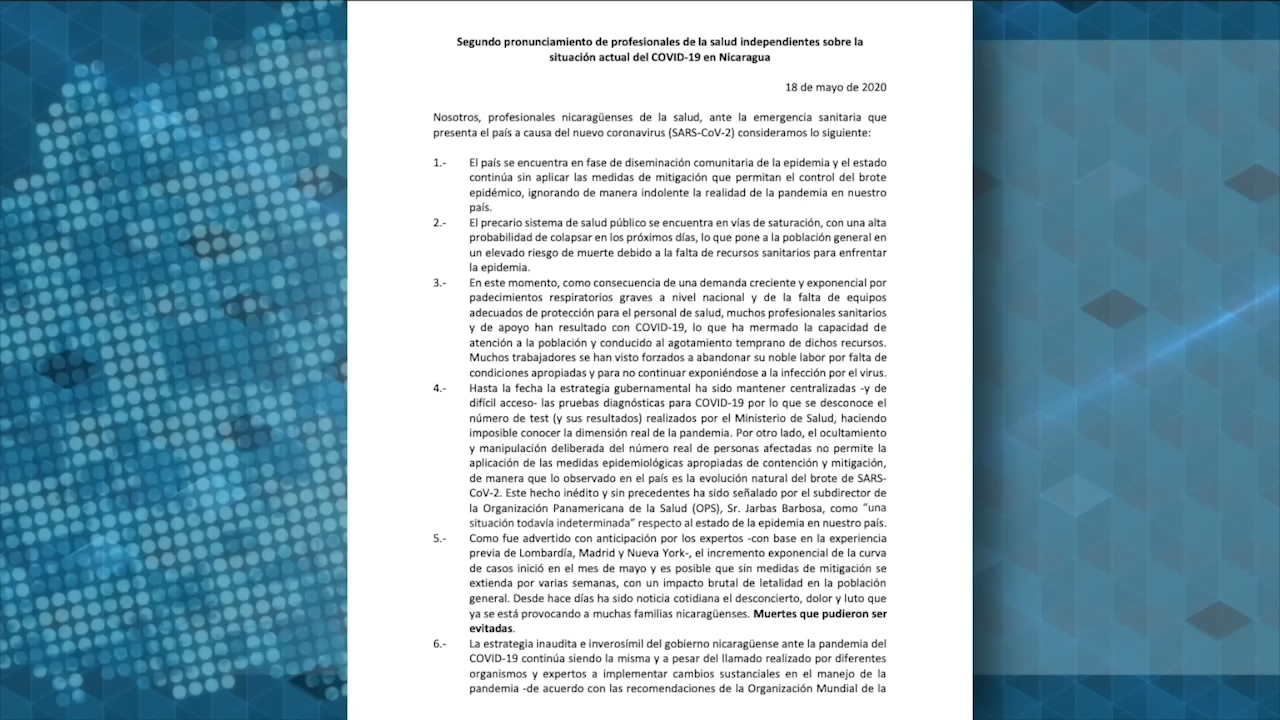 Segundo pronunciamiento de profesionales de la salud independientes sobre la
situación actual del COVID-19 en Nicaragua
18 de mayo de 2020
Nosotros, profesionales nicaragüenses de la salud, ante la emergencia sanitaria que
presenta el país a causa del nuevo coronavirus (SARS-CoV-2) consideramos lo siguiente:
1.- El país se encuentra en fase de diseminación comunitaria de la epidemia y el estado
continúa sin aplicar las medidas de mitigación que permitan el control del brote
epidémico, ignorando de manera indolente la realidad de la pandemia en nuestro
país.
2.- El precario sistema de salud público se encuentra en vías de saturación, con una alta
probabilidad de colapsar en los próximos días, lo que pone a la población general en
un elevado riesgo de muerte debido a la falta de recursos sanitarios para enfrentar
la epidemia.
3.- En este momento, como consecuencia de una demanda creciente y exponencial por
padecimientos respiratorios graves a nivel nacional y de la falta de equipos
adecuados de protección para el personal de salud, muchos profesionales sanitarios
y de apoyo han resultado con COVID-19, lo que ha mermado la capacidad de
atención a la población y conducido al agotamiento temprano de dichos recursos.
Muchos trabajadores se han visto forzados a abandonar su noble labor por falta de
condiciones apropiadas y para no continuar exponiéndose a la infección por el virus.
4.- Hasta la fecha la estrategia gubernamental ha sido mantener centralizadas -y de
difícil acceso- las pruebas diagnósticas para COVID-19 por lo que se desconoce el
número de test (y sus resultados) realizados por el Ministerio de Salud, haciendo
imposible conocer la dimensión real de la pandemia. Por otro lado, el ocultamiento
y manipulación deliberada del número real de personas afectadas no permite la
aplicación de las medidas epidemiológicas apropiadas de contención y mitigación,
de manera que lo observado en el país es la evolución natural del brote de SARS-
CoV-2. Este hecho inédito y sin precedentes ha sido señalado por el subdirector de
la Organización Panamericana de la Salud (OPS), Sr. Jarbas Barbosa, como “una
situación todavía indeterminada” respecto al estado de la epidemia en nuestro país.
5.- Como fue advertido con anticipación por los expertos -con base en la experiencia
previa de Lombardía, Madrid y Nueva York-, el incremento exponencial de la curva
de casos inició en el mes de mayo y es posible que sin medidas de mitigación se
extienda por varias semanas, con un impacto brutal de letalidad en la población
general. Desde hace días ha sido noticia cotidiana el desconcierto, dolor y luto que
ya se está provocando a muchas familias nicaragüenses. Muertes que pudieron ser
evitadas.
6.- La estrategia inaudita e inverosímil del gobierno nicaragüense ante la pandemia del
COVID-19 continúa siendo la misma y a pesar del llamado realizado por diferentes
organismos y expertos a implementar cambios sustanciales en el manejo de la
pandemia -de acuerdo con las recomendaciones de la Organización Mundial de la